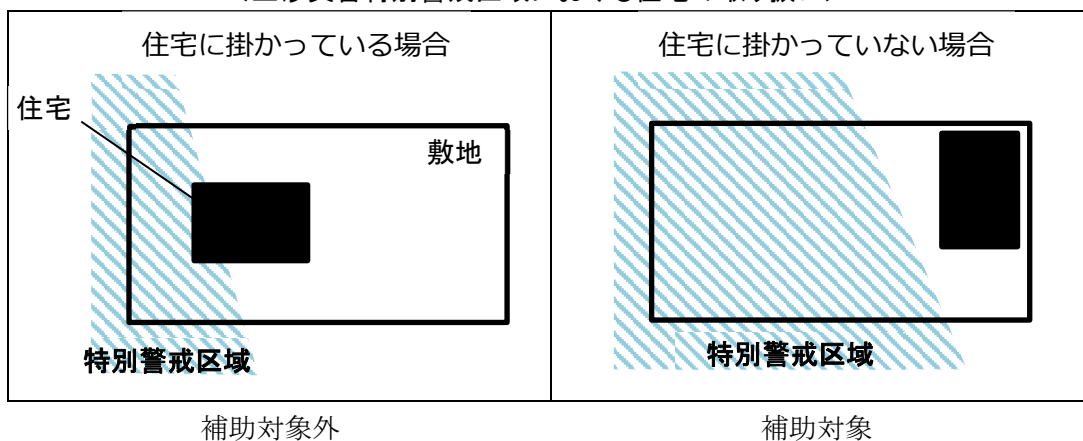 住宅に掛かっている場合
住宅に掛かっていない場合
住宅
敷地
特別警戒区域
特別警戒区域
補助対象外
補助対象